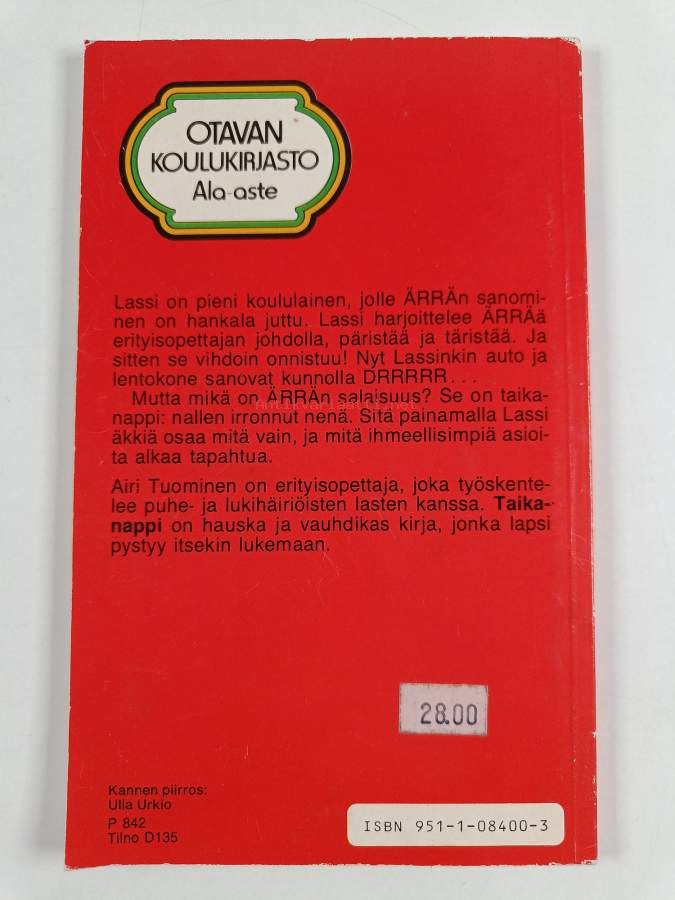 OTAVAN
KOULUKIRJASTO
Ala-aste
Lassi on pieni koululainen, jolle ÄRRÄn sanomi-
nen on hankala juttu. Lassi harjoittelee ÄRRÄä
erityisopettajan johdolla, päristää ja täristää. Ja
sitten se vihdoin onnistuu! Nyt Lassinkin auto ja
lentokone sanovat kunnolla DRRRRR...
Mutta mikä on ÄRRÄn salaisuus? Se on taika-
Antikvariaatti.net
nappi: nallen irronnut nenä. Sitä painamalla Lassi
äkkiä osaa mitä vain, ja mitä ihmeellisimpiä asioi-
ta alkaa tapahtua.
Airi Tuominen on erityisopettaja, joka työskente-
lee puhe- ja lukihäiriöisten lasten kanssa. Taika-
nappi on hauska ja vauhdikas kirja, jonka lapsi
pystyy itsekin lukemaan.
28.00
Kannen piirros:
Ulla Urkio
P 842
Tilno D135
ISBN 951-1-08400-3